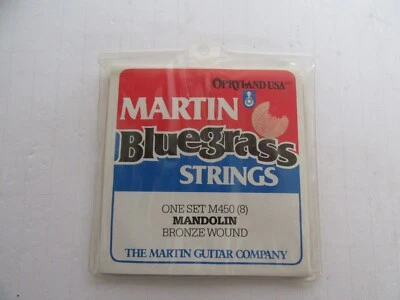 OPRYLAND USA
MARTIN
Bluegrass
STRINGS
ONE SET M450 (8)
MANDOLIN
BRONZE WOUND
THE MARTIN GUITAR COMPANY